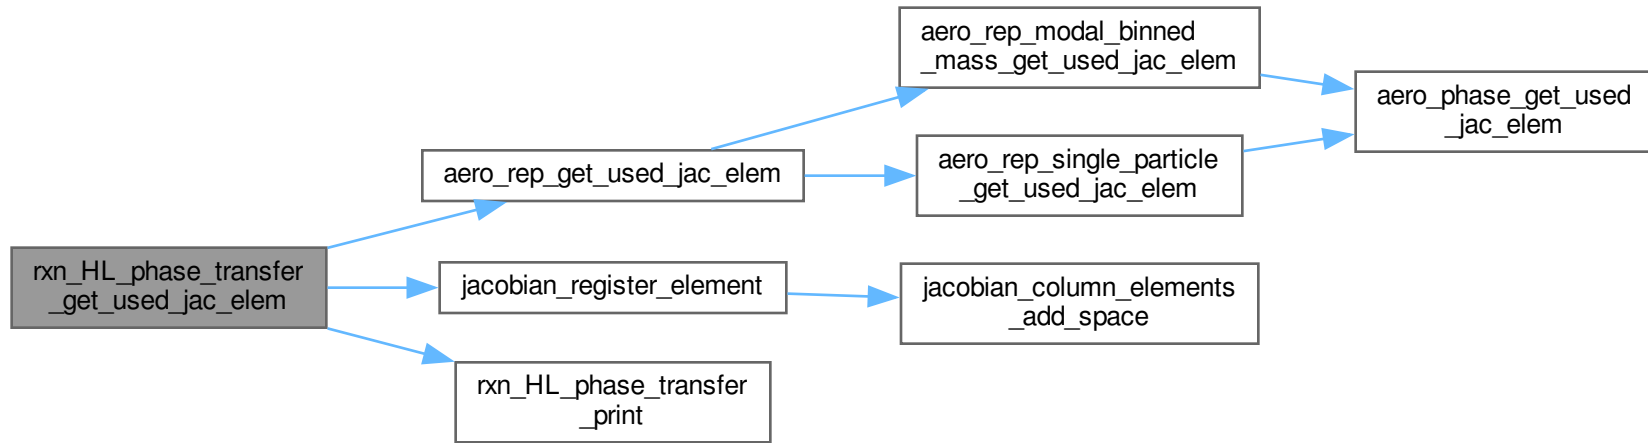 rxn_HL_phase_transfer
_get_used_jac_elem
aero_rep_get_used_jac_elem
aero_rep_modal_binned
_mass_get_used_jac_elem
aero_phase_get_used
_jac_elem
aero_rep_single_particle
_get_used_jac_elem
jacobian_register_element
jacobian_column_elements
_add_space
rxn_HL_phase_transfer
_print